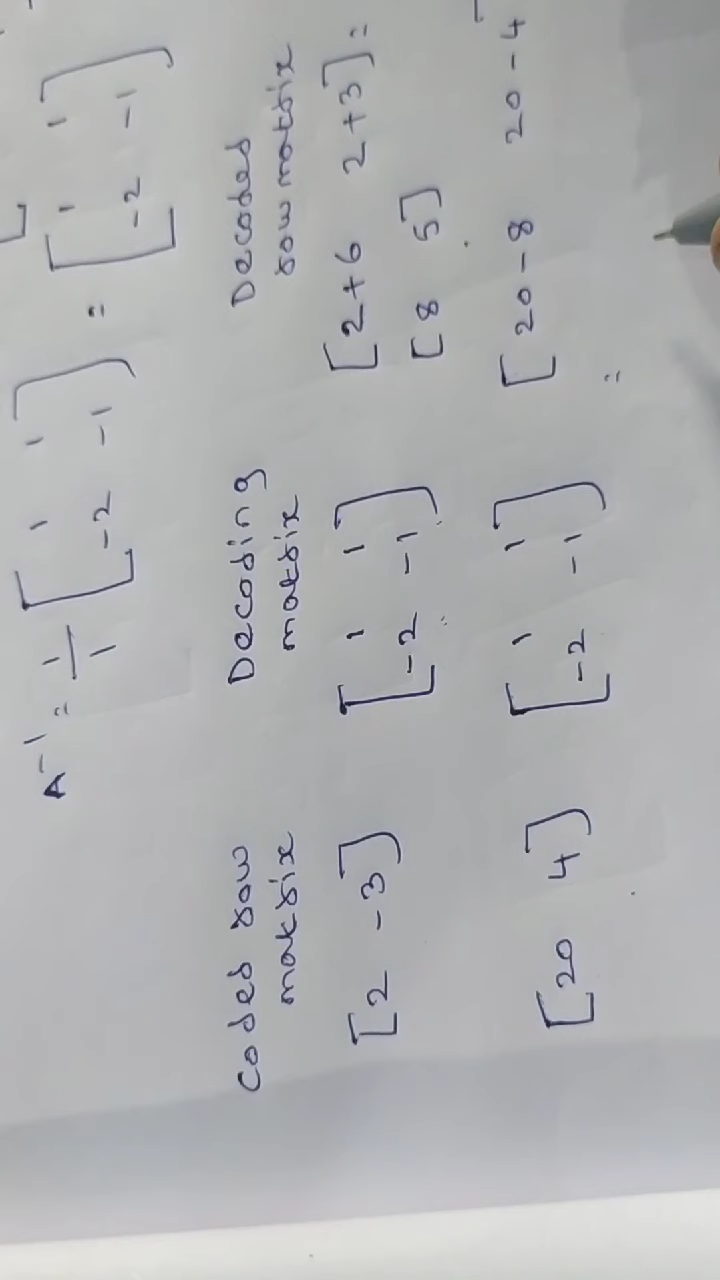 A⁻¹ = 1/1 [1 1 -2 -1] = [1 1 -2 -1]
Coded row matrix Decoding matrix Decoded row matrix
[2 -3] [1 1 -2 -1] [2+6 2+3] =
[8 5]
[20 4] [1 1 -2 -1] [20-8 20-4
=